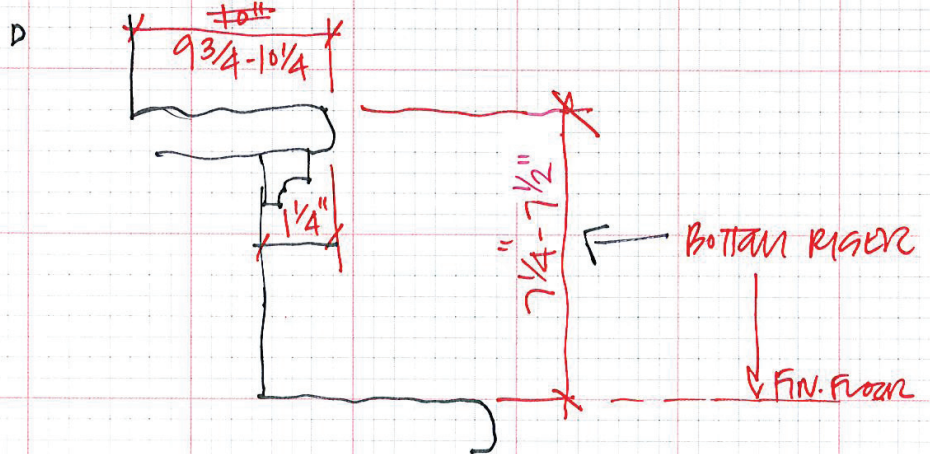 D
10"
9 3/4 - 10 1/4
1 1/4"
7 1/4" - 7 1/2"
BOTTOM RISER
FIN. FLOOR